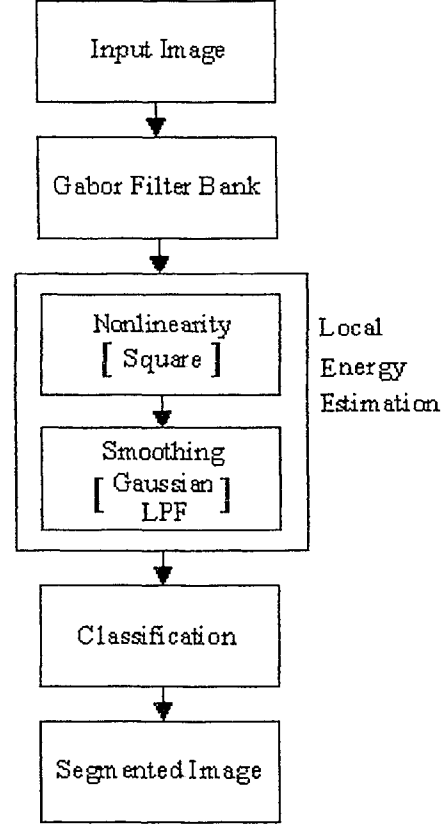 Input Image
Gabor Filter Bank
Nonlinearity
[ Square ]
Local
Energy
Estimation
Smoothing
[ Gaussian ]
LPF
Classification
Segmented Image